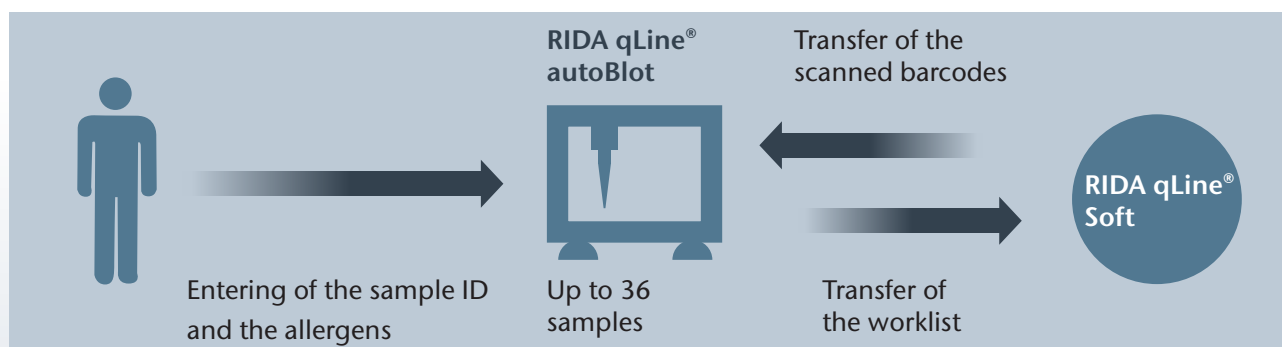 RIDA qLine®
autoBlot
Transfer of the
scanned barcodes
RIDA qLine®
Soft
Entering of the sample ID
and the allergens
Up to 36
samples
Transfer of
the worklist